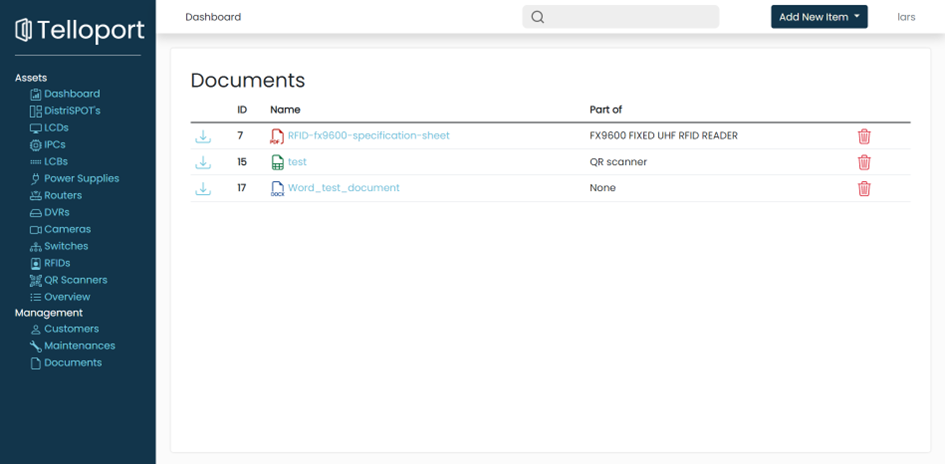 Telloport
Assets
Dashboard
DistriSPOT's
LCDs
IPCs
LCBs
Power Supplies
Routers
DVRs
Cameras
Switches
RFIDs
QR Scanners
Overview
Management
Customers
Maintenances
Documents
Dashboard
Add New Item
lars
Documents
ID Name Part of
7 PDF RFID-fx9600-specification-sheet FX9600 FIXED UHF RFID READER
15 test QR scanner
17 DOCX Word_test_document None